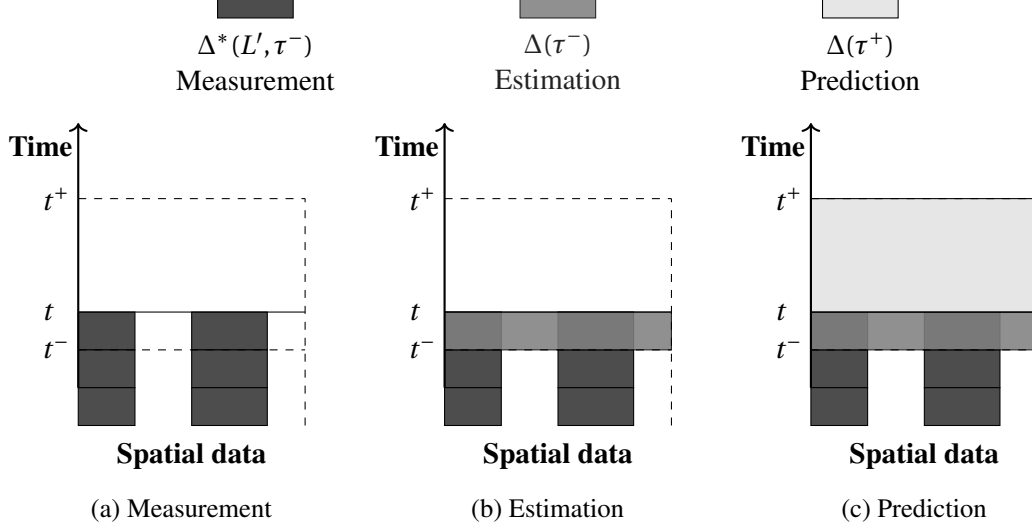 Δ*(L′, τ⁻) Δ(τ⁻) Δ(τ⁺)
Measurement Estimation Prediction
Time Time Time
t⁺ t⁺ t⁺
t t t
t⁻ t⁻ t⁻
Spatial data Spatial data Spatial data
(a) Measurement (b) Estimation (c) Prediction